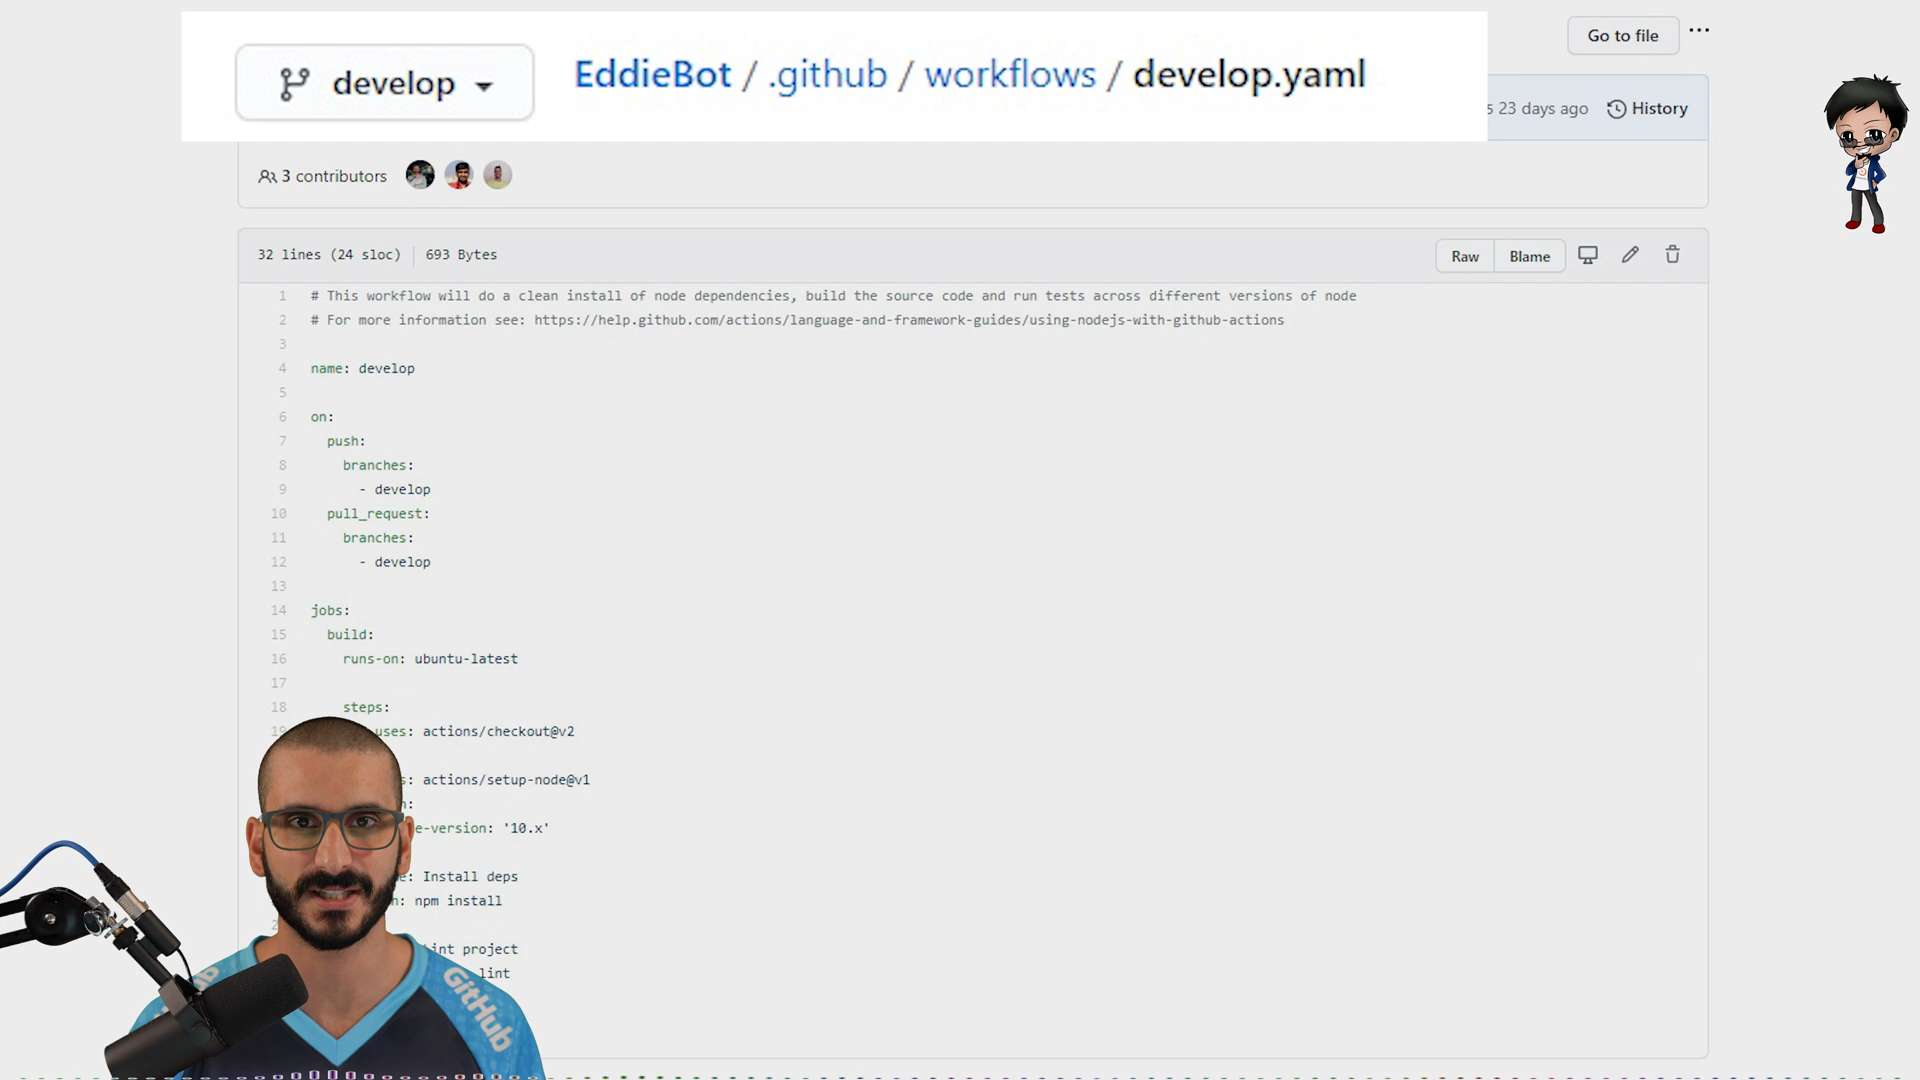 develop
EddieBot / .github / workflows / develop.yaml
Go to file
23 days ago
History
3 contributors
32 lines (24 sloc)
693 Bytes
Raw
Blame
1 # This workflow will do a clean install of node dependencies, build the source code and run tests across different versions of node
2 # For more information see: https://help.github.com/actions/language-and-framework-guides/using-nodejs-with-github-actions
3
4 name: develop
5
6 on:
7 push:
8 branches:
9 - develop
10 pull_request:
11 branches:
12 - develop
13
14 jobs:
15 build:
16 runs-on: ubuntu-latest
17
18 steps:
uses: actions/checkout@v2
: actions/setup-node@v1
:
e-version: '10.x'
: Install deps
: npm install
project
lint
GitHub